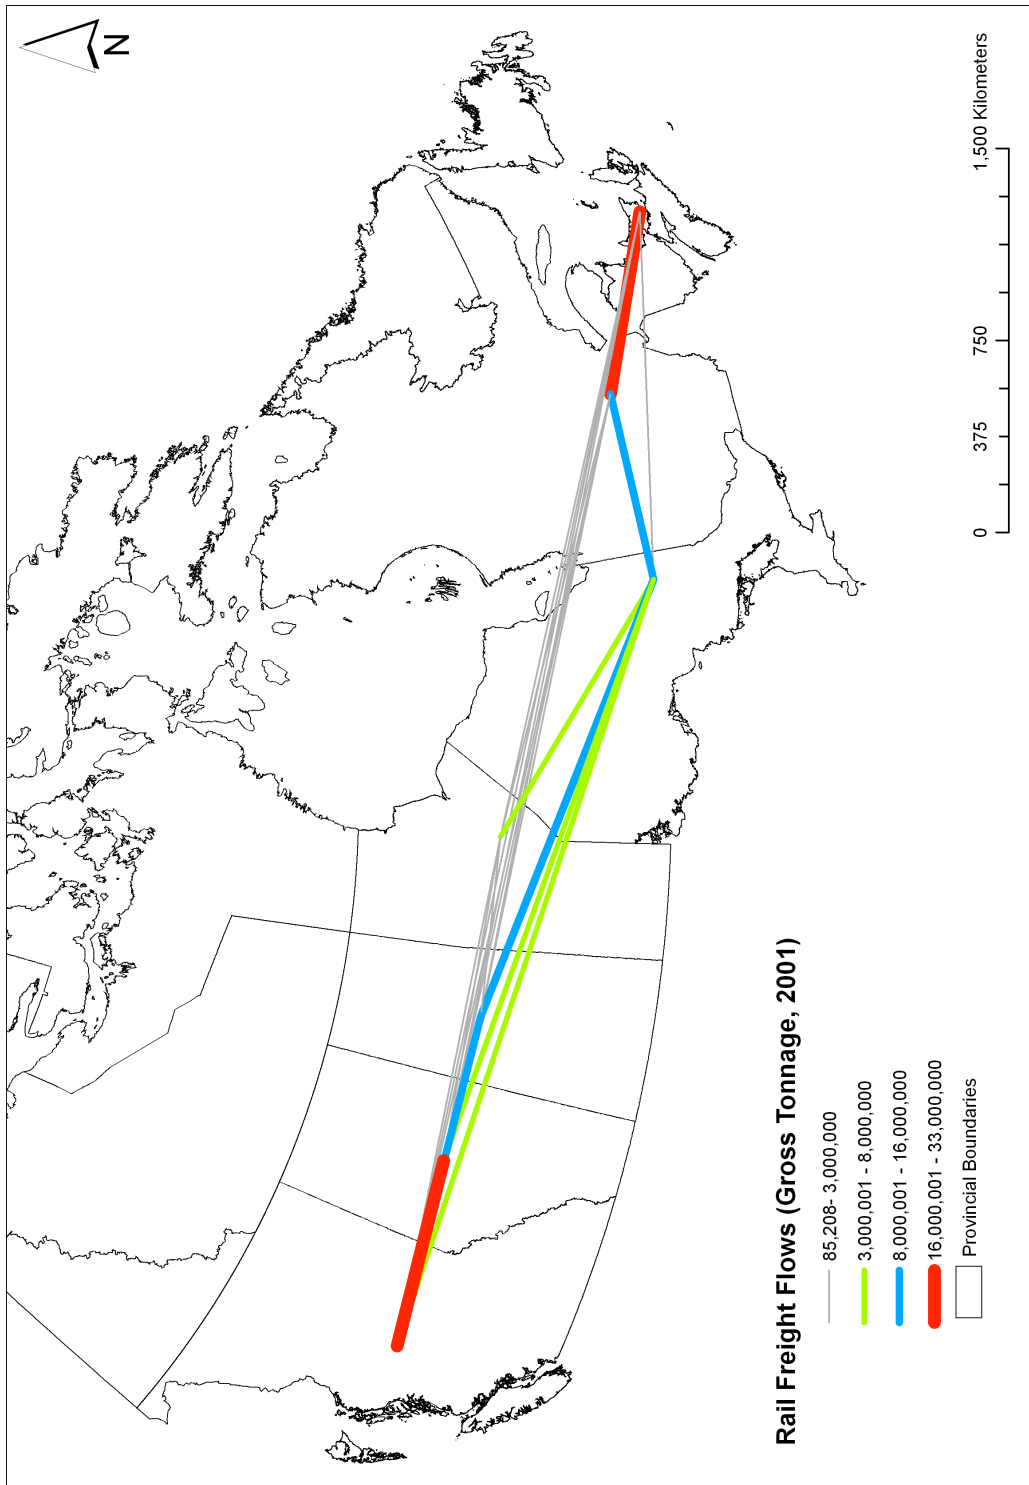 N
Rail Freight Flows (Gross Tonnage, 2001)
85,208- 3,000,000
3,000,001 - 8,000,000
8,000,001 - 16,000,000
16,000,001 - 33,000,000
Provincial Boundaries
0 375 750 1,500 Kilometers